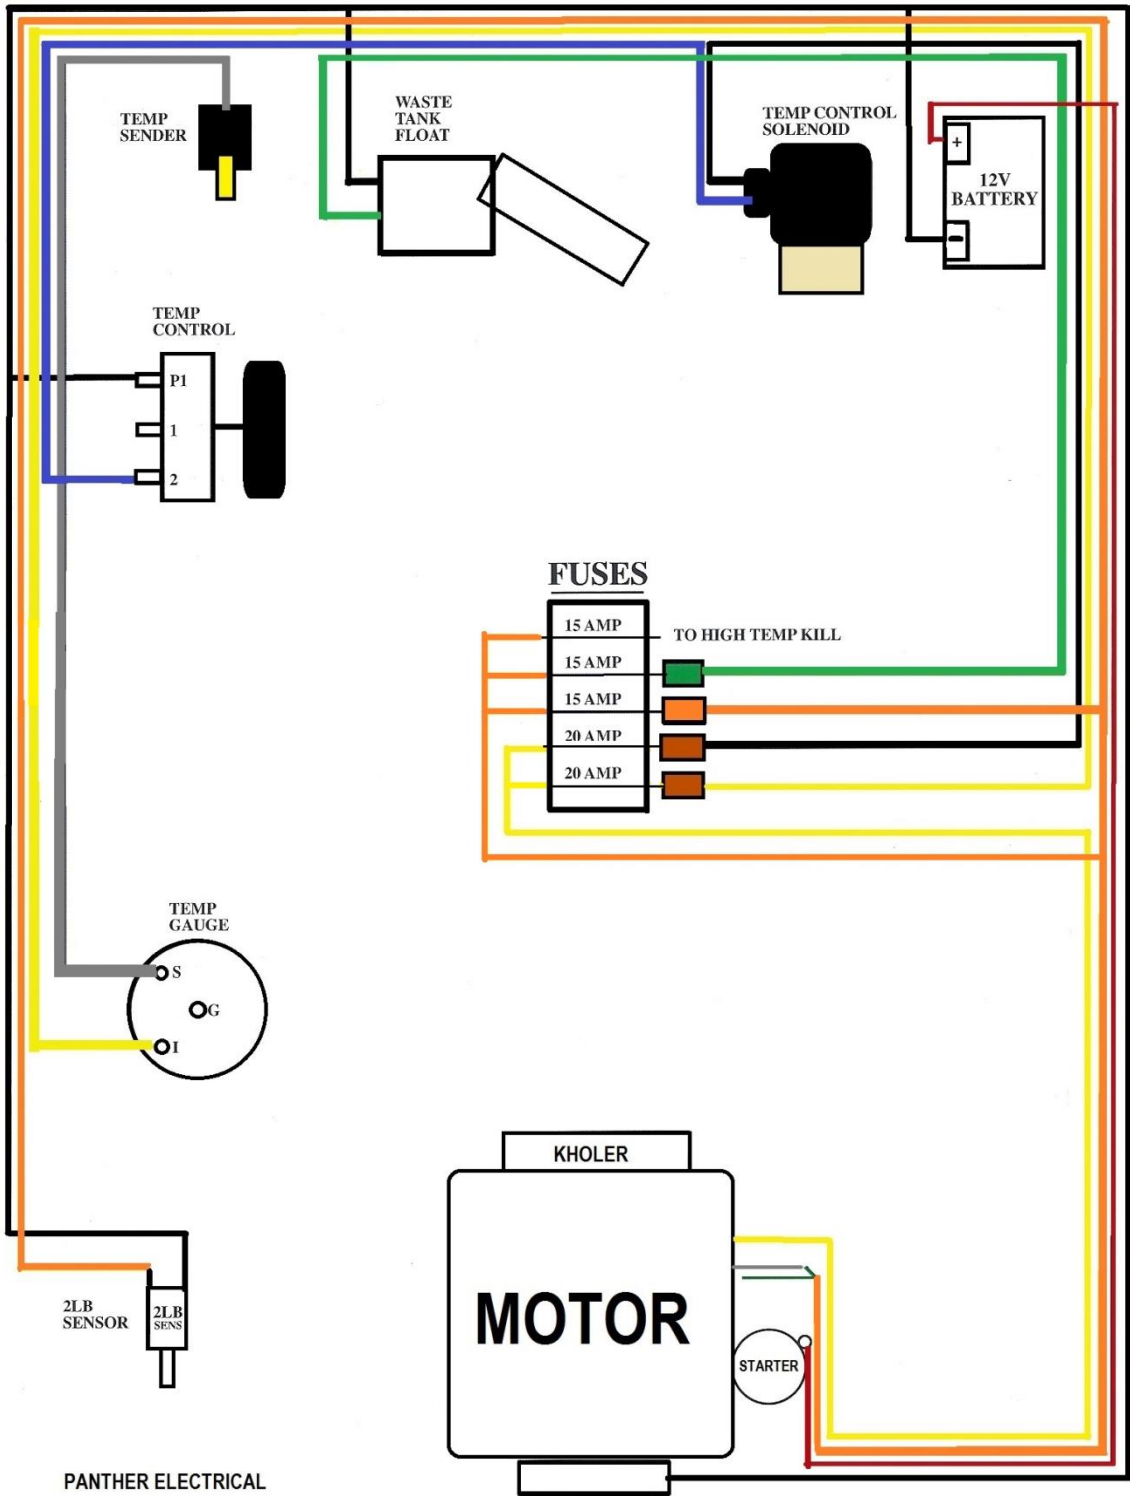 TEMP
SENDER
WASTE
TANK
FLOAT
TEMP CONTROL
SOLENOID
+
12V
BATTERY
-
TEMP
CONTROL
P1
1
2
FUSES
15 AMP
TO HIGH TEMP KILL
15 AMP
15 AMP
20 AMP
20 AMP
TEMP
GAUGE
S
G
I
KHOLER
MOTOR
STARTER
2LB
SENSOR
2LB
SENS
PANTHER ELECTRICAL